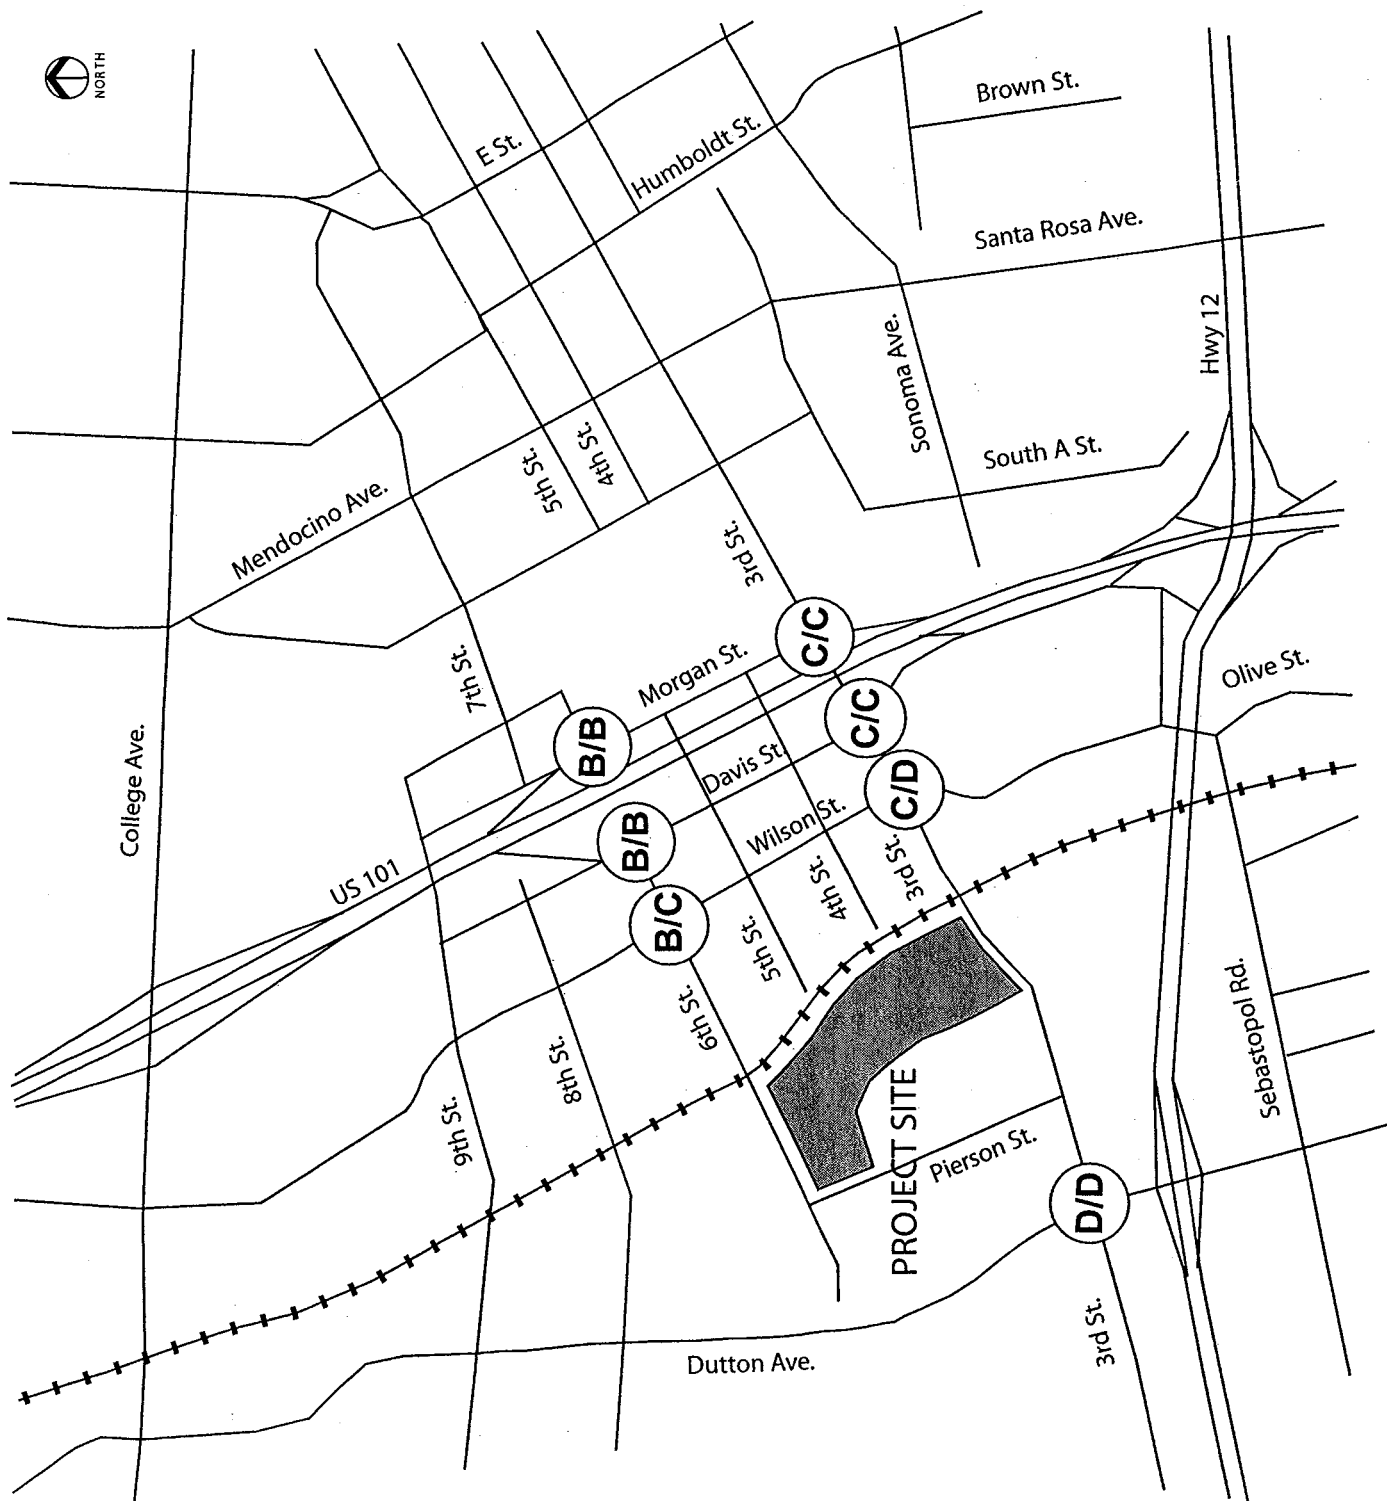 NORTH
Brown St.
E St.
Humboldt St.
Santa Rosa Ave.
Hwy 12
Sonoma Ave.
South A St.
5th St.
4th St.
Mendocino Ave.
3rd St.
C/C
Morgan St.
7th St.
Olive St.
B/B
C/C
College Ave.
Davis St.
C/D
Wilson St.
B/B
US 101
4th St.
3rd St.
B/C
5th St.
6th St.
Sebastopol Rd.
8th St.
9th St.
PROJECT SITE
Pierson St.
D/D
3rd St.
Dutton Ave.